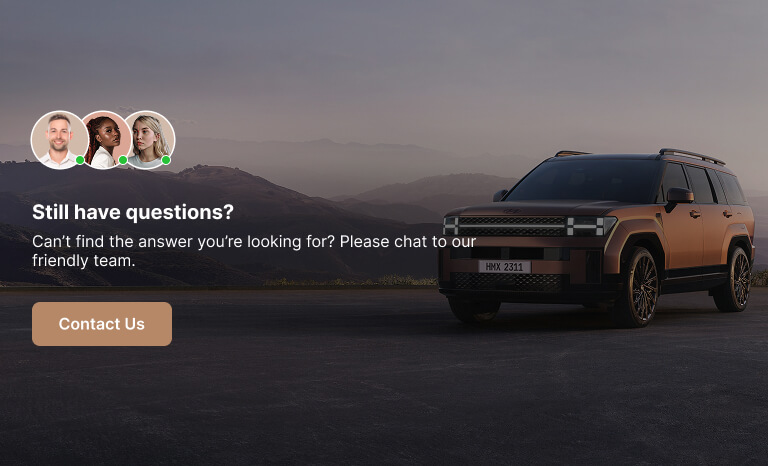 Still have questions?
Can’t find the answer you’re looking for? Please chat to our
friendly team.
HMX 2311
Contact Us